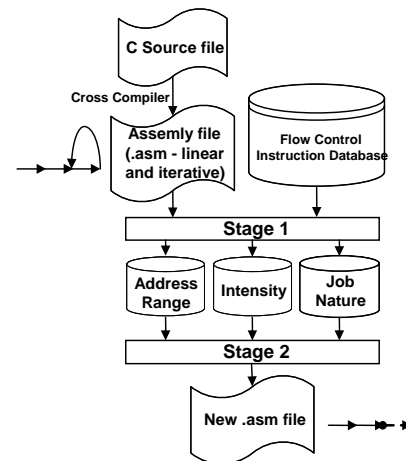 C Source file
Cross Compiler
Assemly file
(.asm - linear
and iterative)
Flow Control
Instruction Database
Stage 1
Address
Range
Intensity
Job
Nature
Stage 2
New .asm file